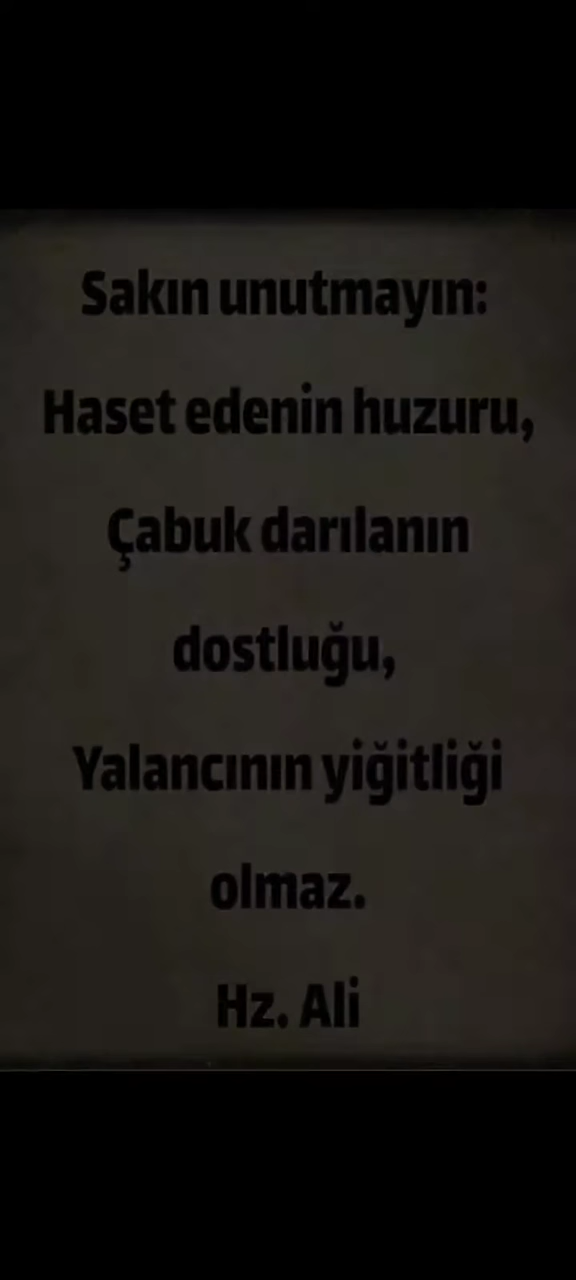 Sakın unutmayın:
Haset edenin huzuru,
Çabuk darılanın
dostluğu,
Yalancının yiğitliği
olmaz.
Hz. Ali